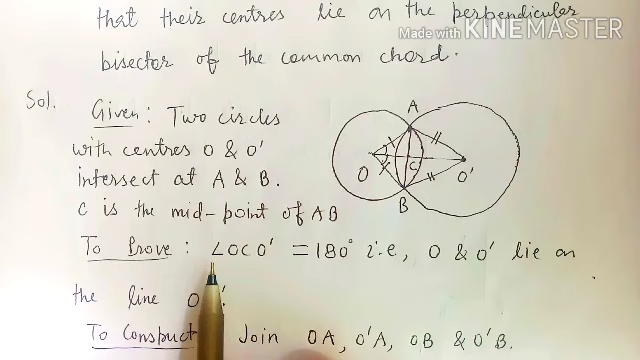 that their centres lie on the perpendicular
Made with KINEMASTER
bisector of the common chord.
Sol. Given: Two circles
with centres O & O'
intersect at A & B.
C is the mid-point of AB
A
O C O'
B
To Prove: ∠OCO' = 180° i.e, O & O' lie on
the line O
To Construct Join OA, O'A, OB & O'B.